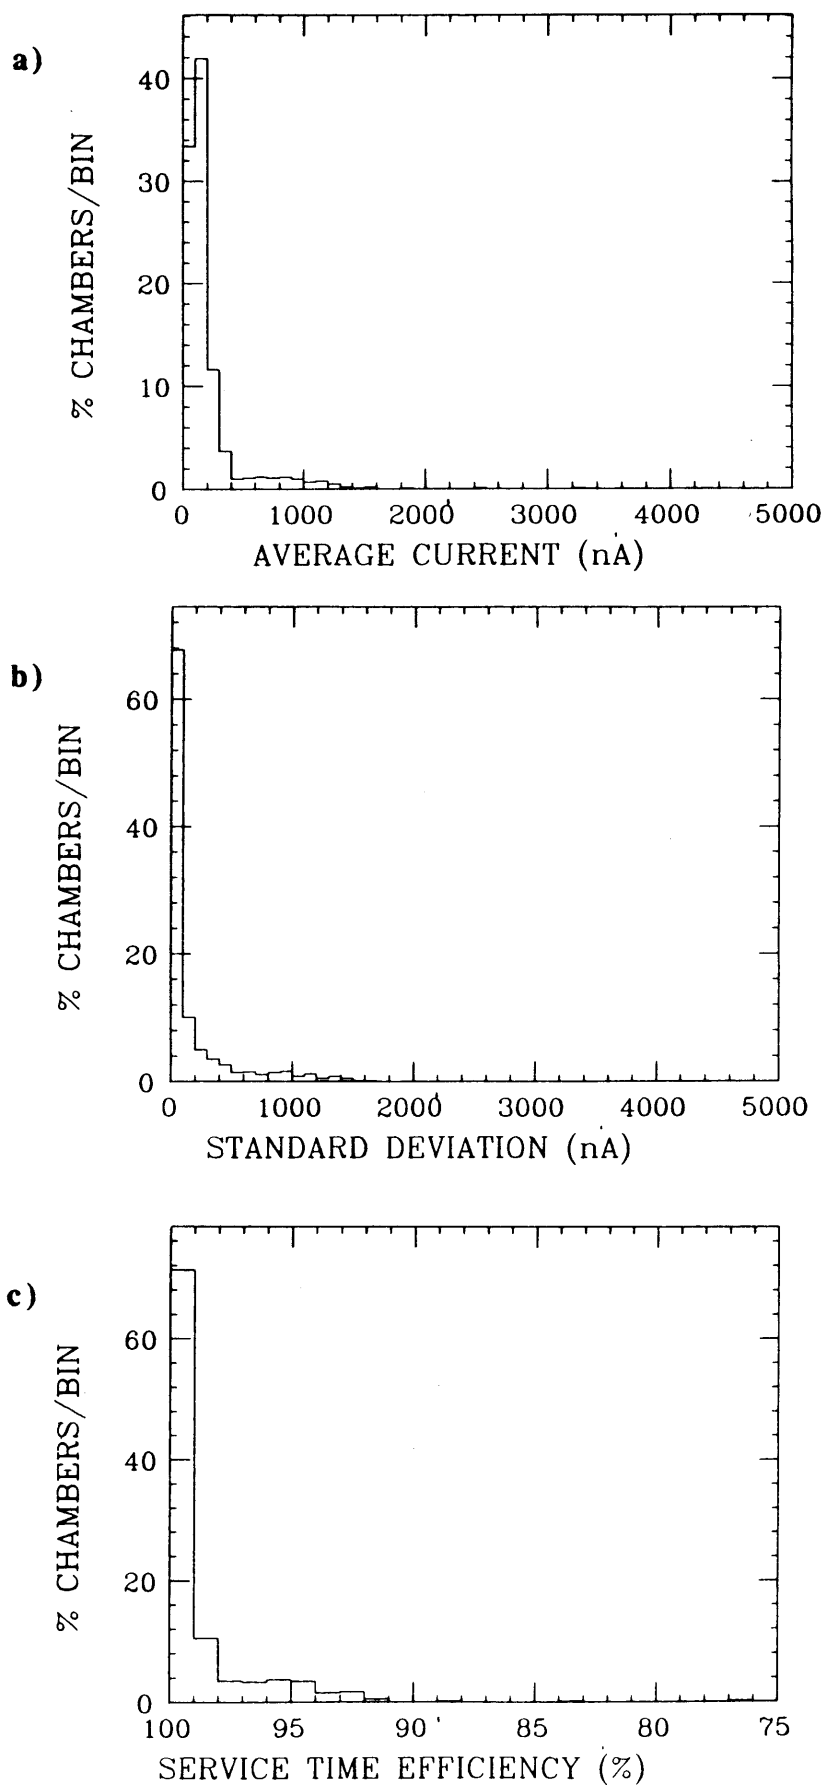 a)
% CHAMBERS/BIN
40
30
20
10
0
0 1000 2000 3000 4000 5000
AVERAGE CURRENT (nA)
b)
% CHAMBERS/BIN
60
40
20
0
0 1000 2000 3000 4000 5000
STANDARD DEVIATION (nA)
c)
% CHAMBERS/BIN
60
40
20
0
100 95 90 85 80 75
SERVICE TIME EFFICIENCY (%)